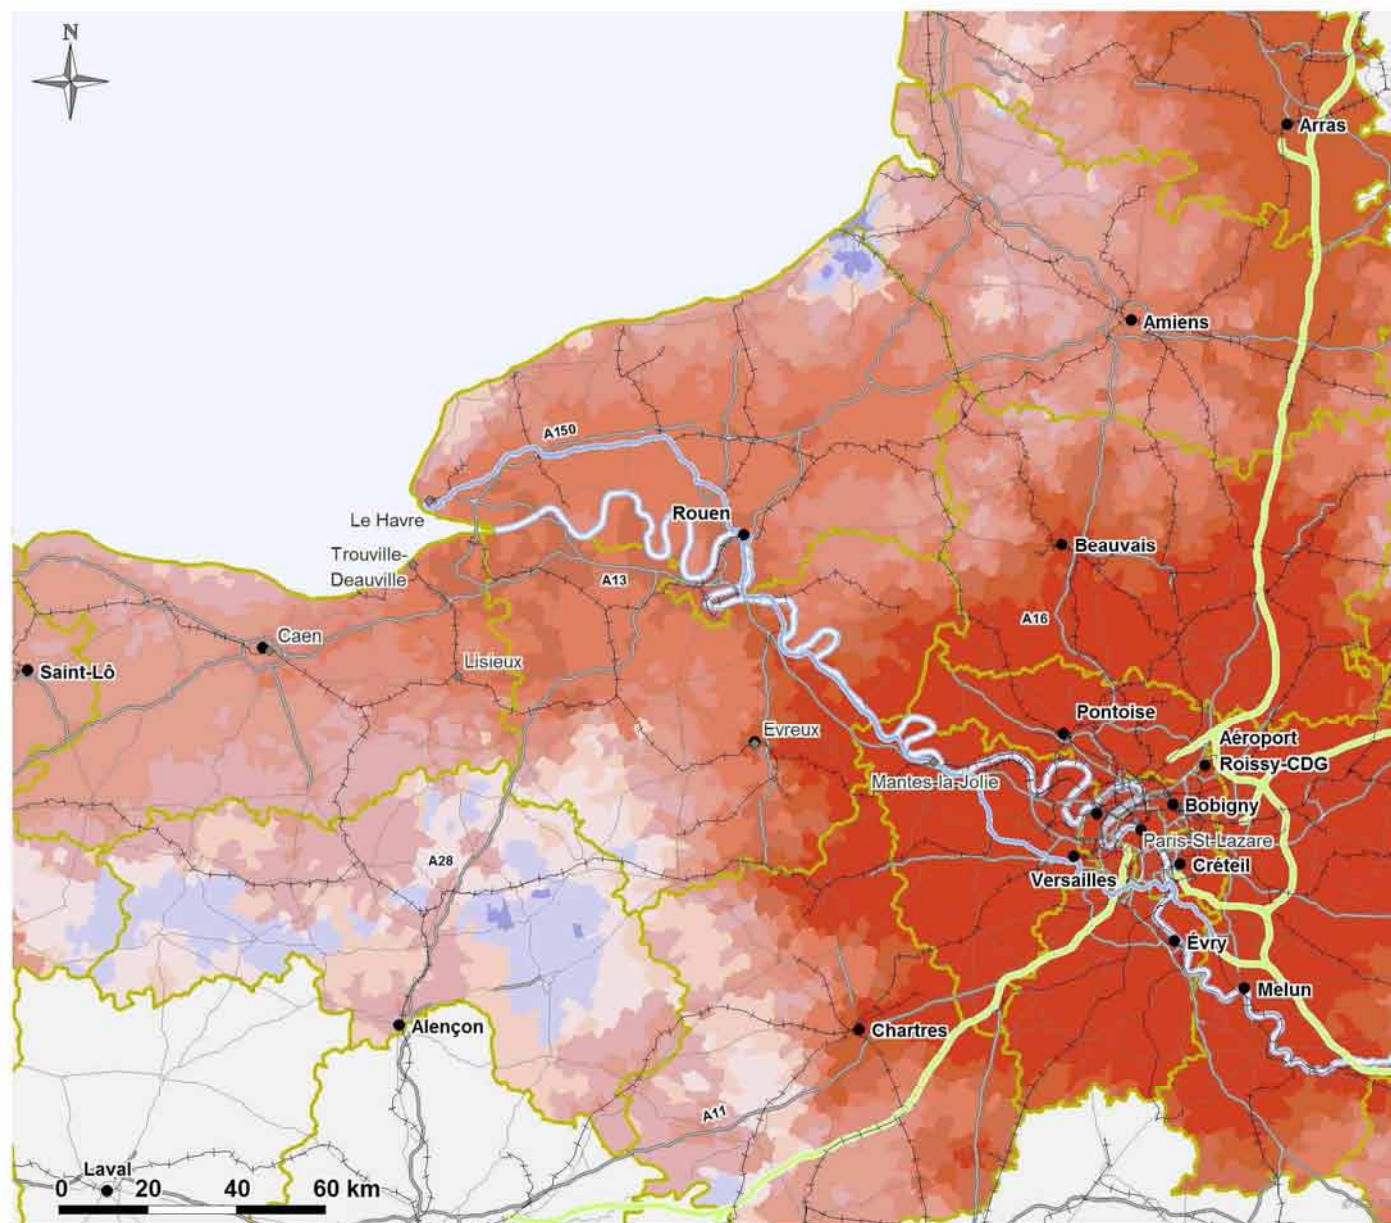 N
Arras
Amiens
A150
Le Havre
Rouen
Trouville-
Deauville
A13
Beauvais
A16
Caen
Saint-Lô
Lisieux
Evreux
Pontoise
Aéroport
Roissy-CDG
Mantes-la-Jolie
Bobigny
Paris-St-Lazare
A28
Versailles
Créteil
Évry
Melun
Alençon
Chartres
A11
Laval
0 20 40 60 km